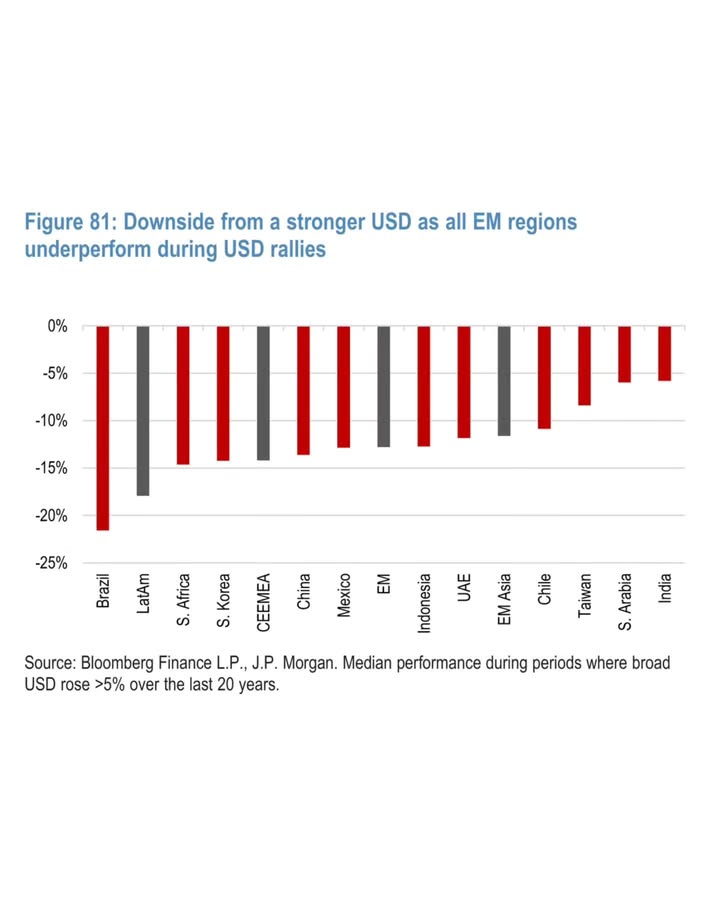 Figure 81: Downside from a stronger USD as all EM regions
underperform during USD rallies
0%
-5%
-10%
-15%
-20%
-25%
Brazil
LatAm
S. Africa
S. Korea
CEEMEA
China
Mexico
EM
Indonesia
UAE
EM Asia
Chile
Taiwan
S. Arabia
India
Source: Bloomberg Finance L.P., J.P. Morgan. Median performance during periods where broad
USD rose >5% over the last 20 years.